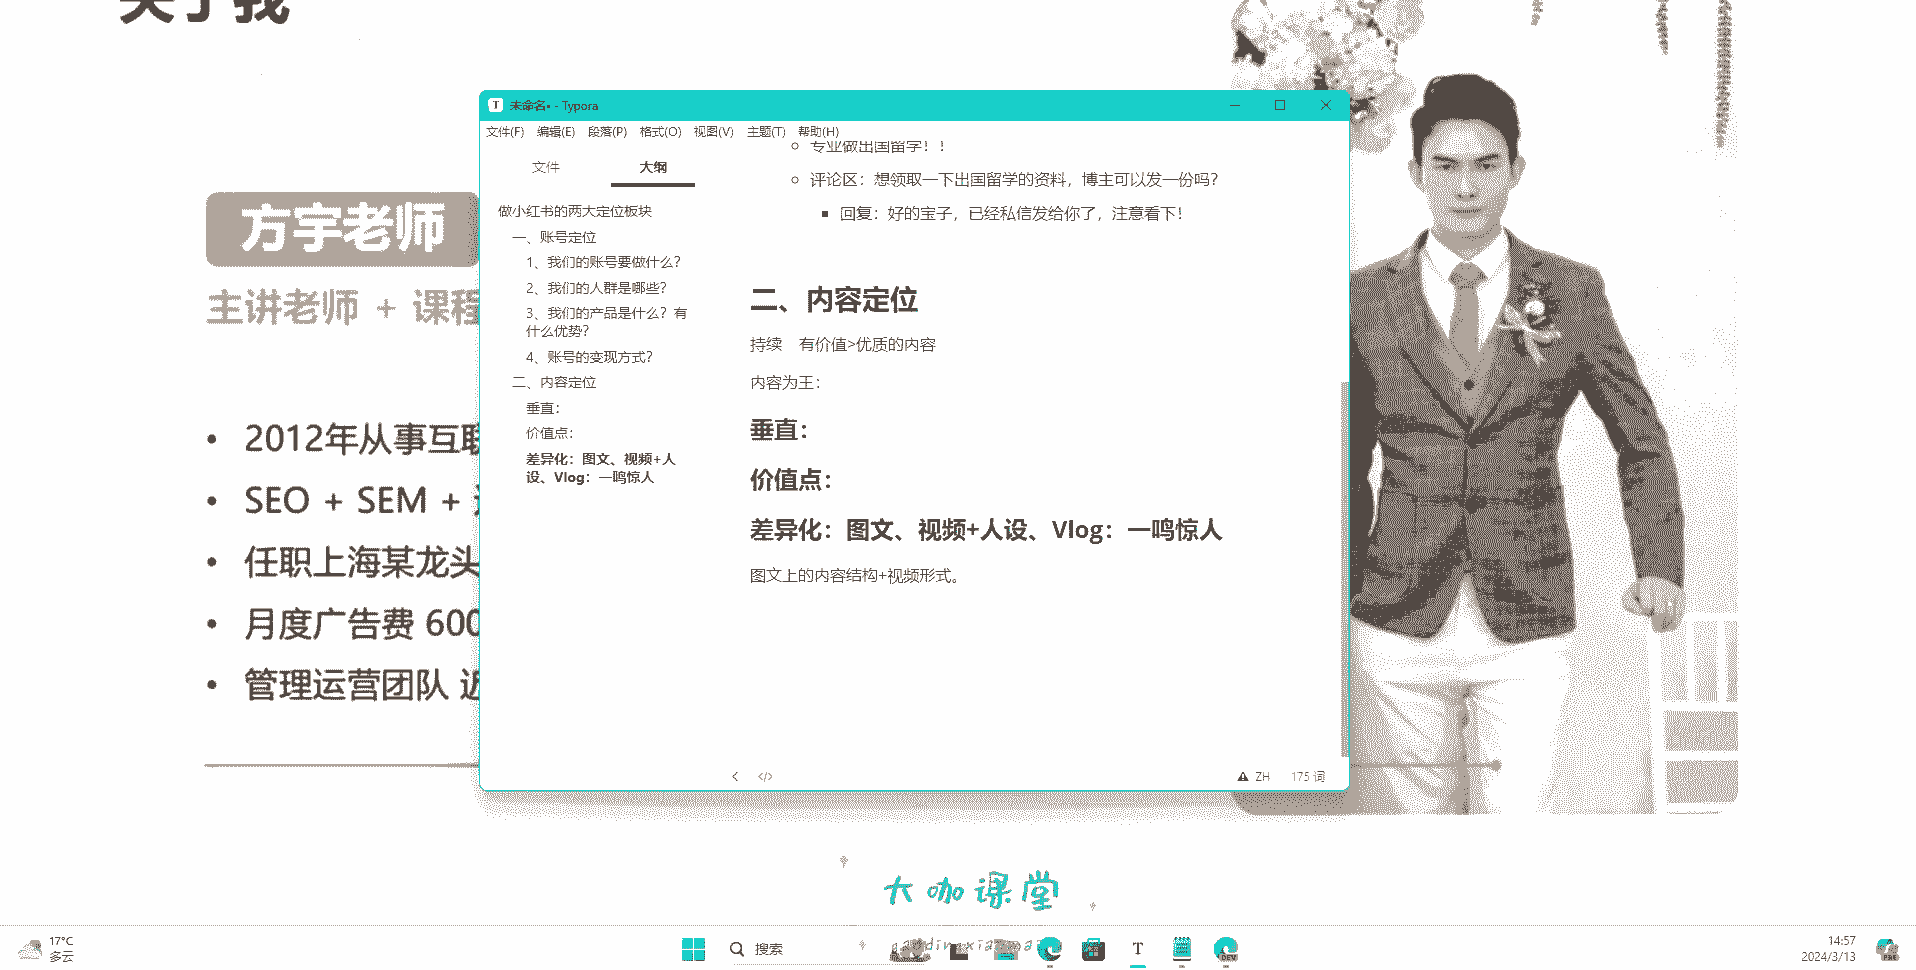 关于我
方宇老师
主讲老师 + 课程
• 2012年从事互联
• SEO + SEM +
• 任职上海某龙头
• 月度广告费 600
• 管理运营团队 近
T 未命名• - Typora
文件(F) 编辑(E) 段落(P) 格式(O) 视图(V) 主题(T) 帮助(H)
文件 大纲
做小红书的两大定位板块
一、账号定位
1、我们的账号要做什么？
2、我们的人群是哪些？
3、我们的产品是什么？有
什么优势？
4、账号的变现方式？
二、内容定位
垂直：
价值点：
差异化：图文、视频+人
设、Vlog：一鸣惊人
专业做出国留学！！
评论区：想领取一下出国留学的资料，博主可以发一份吗？
回复：好的宝子，已经私信发给你了，注意看下！
二、内容定位
持续 有价值>优质的内容
内容为王：
垂直：
价值点：
差异化：图文、视频+人设、Vlog：一鸣惊人
图文上的内容结构+视频形式。
ZH 175 词
大咖课堂
17°C
多云
搜索
T
DEV
14:57
2024/3/13
PRE